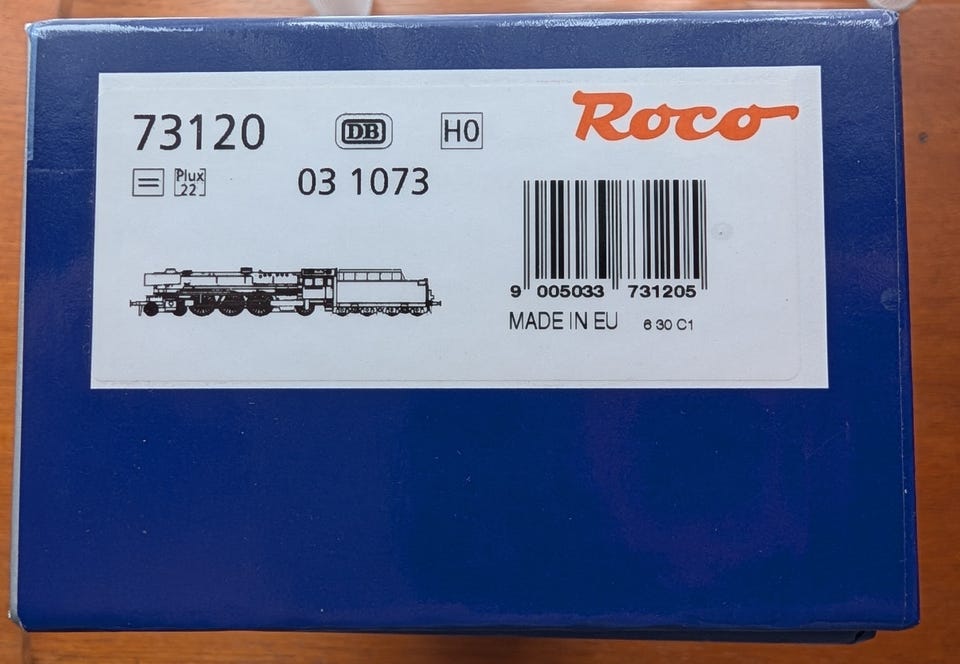 73120
DB
H0
Roco
Plux
22
03 1073
9 005033 731205
MADE IN EU 6 30 C1